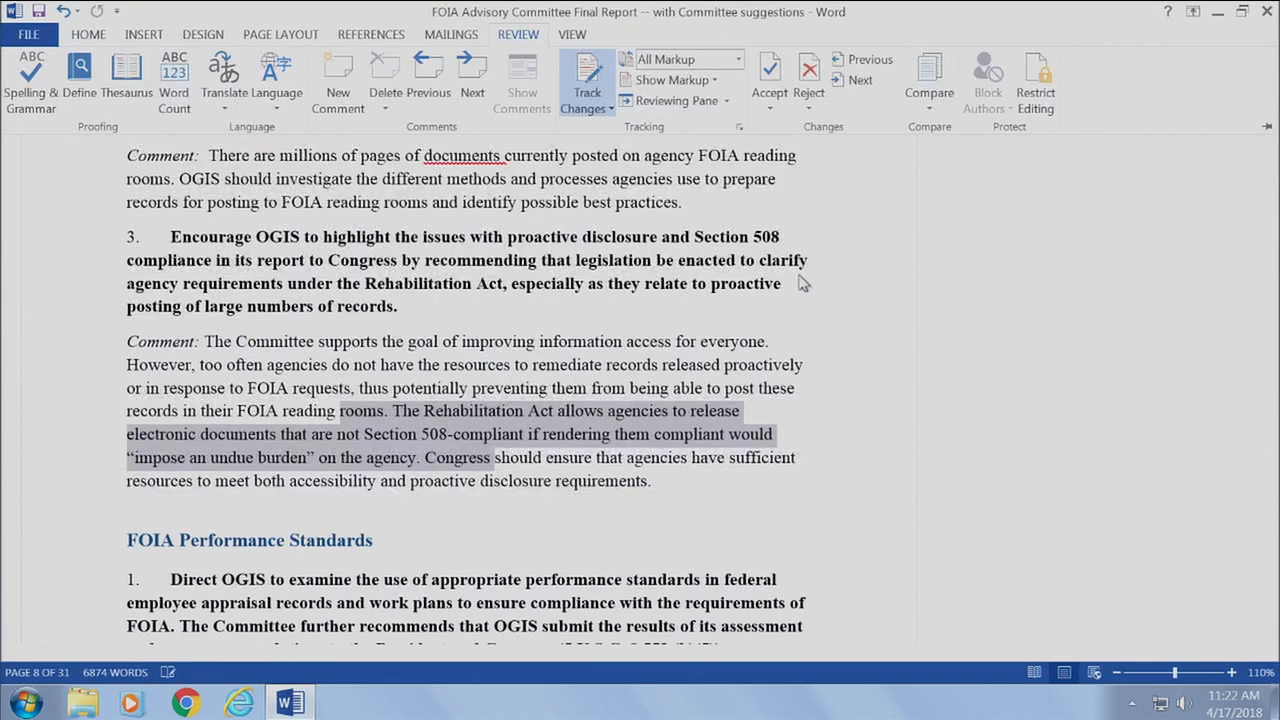 FOIA Advisory Committee Final Report -- with Committee suggestions - Word
FILE HOME INSERT DESIGN PAGE LAYOUT REFERENCES MAILINGS REVIEW VIEW
Spelling & Grammar
Define
Thesaurus
ABC 123 Word Count
Translate
Language
New Comment
Delete
Previous
Next
Show Comments
Track Changes
All Markup
Show Markup
Reviewing Pane
Accept
Reject
Previous
Next
Compare
Block Authors
Restrict Editing
Proofing Language Comments Tracking Changes Compare Protect
Comment: There are millions of pages of documents currently posted on agency FOIA reading
rooms. OGIS should investigate the different methods and processes agencies use to prepare
records for posting to FOIA reading rooms and identify possible best practices.
3. Encourage OGIS to highlight the issues with proactive disclosure and Section 508
compliance in its report to Congress by recommending that legislation be enacted to clarify
agency requirements under the Rehabilitation Act, especially as they relate to proactive
posting of large numbers of records.
Comment: The Committee supports the goal of improving information access for everyone.
However, too often agencies do not have the resources to remediate records released proactively
or in response to FOIA requests, thus potentially preventing them from being able to post these
records in their FOIA reading rooms. The Rehabilitation Act allows agencies to release
electronic documents that are not Section 508-compliant if rendering them compliant would
“impose an undue burden” on the agency. Congress should ensure that agencies have sufficient
resources to meet both accessibility and proactive disclosure requirements.
FOIA Performance Standards
1. Direct OGIS to examine the use of appropriate performance standards in federal
employee appraisal records and work plans to ensure compliance with the requirements of
FOIA. The Committee further recommends that OGIS submit the results of its assessment
PAGE 8 OF 31 6874 WORDS 110%
11:22 AM
4/17/2018